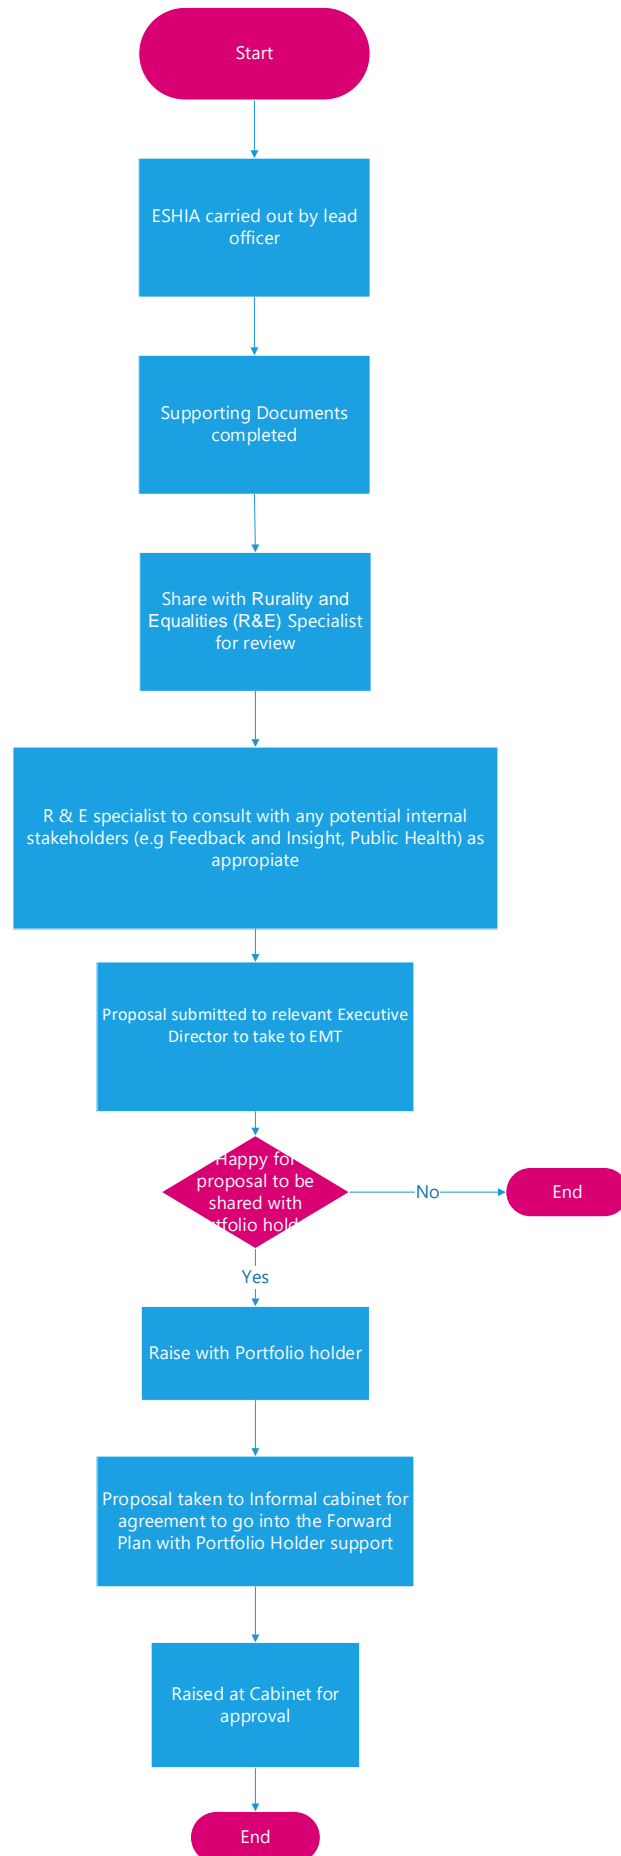 Start
ESHIA carried out by lead
officer
Supporting Documents
completed
Share with Rurality and
Equalities (R&E) Specialist
for review
R & E specialist to consult with any potential internal
stakeholders (e.g Feedback and Insight, Public Health) as
appropiate
Proposal submitted to relevant Executive
Director to take to EMT
Happy for
proposal to be
shared with
No
End
Yes
Raise with Portfolio holder
Proposal taken to Informal cabinet for
agreement to go into the Forward
Plan with Portfolio Holder support
Raised at Cabinet for
approval
End